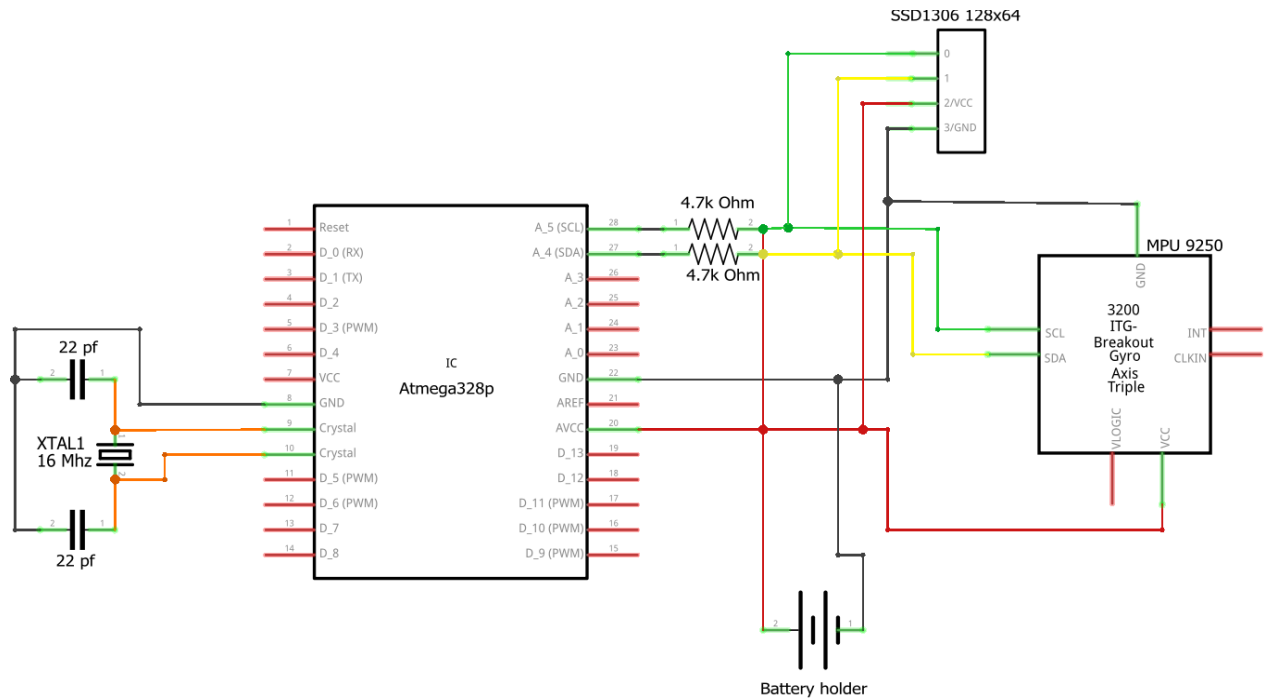 SSD1306 128x64
0
1
2/VCC
3/GND
4.7k Ohm
1
2
1
2
4.7k Ohm
MPU 9250
GND
3200
ITG-
Breakout
Gyro
Axis
Triple
SCL
SDA
INT
CLKIN
VLOGIC
VCC
IC
Atmega328p
1 Reset
2 D_0 (RX)
3 D_1 (TX)
4 D_2
5 D_3 (PWM)
6 D_4
7 VCC
8 GND
9 Crystal
10 Crystal
11 D_5 (PWM)
12 D_6 (PWM)
13 D_7
14 D_8
A_5 (SCL) 28
A_4 (SDA) 27
A_3 26
A_2 25
A_1 24
A_0 23
GND 22
AREF 21
AVCC 20
D_13 19
D_12 18
D_11 (PWM) 17
D_10 (PWM) 16
D_9 (PWM) 15
22 pf
2
1
XTAL1
16 Mhz
1
2
2
1
22 pf
2
1
Battery holder